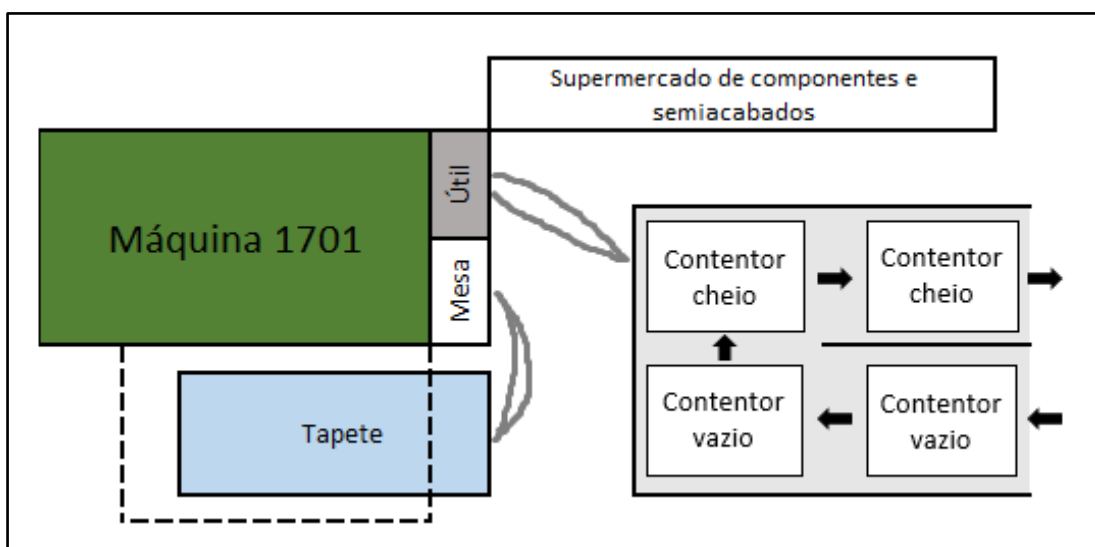 Supermercado de componentes e
semiacabados
Máquina 1701
Útil
Mesa
Tapete
Contentor
cheio
Contentor
cheio
Contentor
vazio
Contentor
vazio